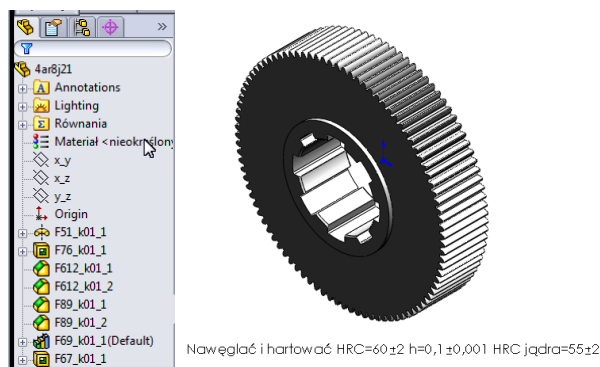 »
4ar8j21
Annotations
Lighting
Równania
Materiał <nieokreślony
x_y
x_z
y_z
Origin
F51_k01_1
F76_k01_1
F612_k01_1
F612_k01_2
F89_k01_1
F89_k01_2
F69_k01_1(Default)
F67_k01_1
Nawęglać i hartować HRC=60±2 h=0,1±0,001 HRC jądra=55±2